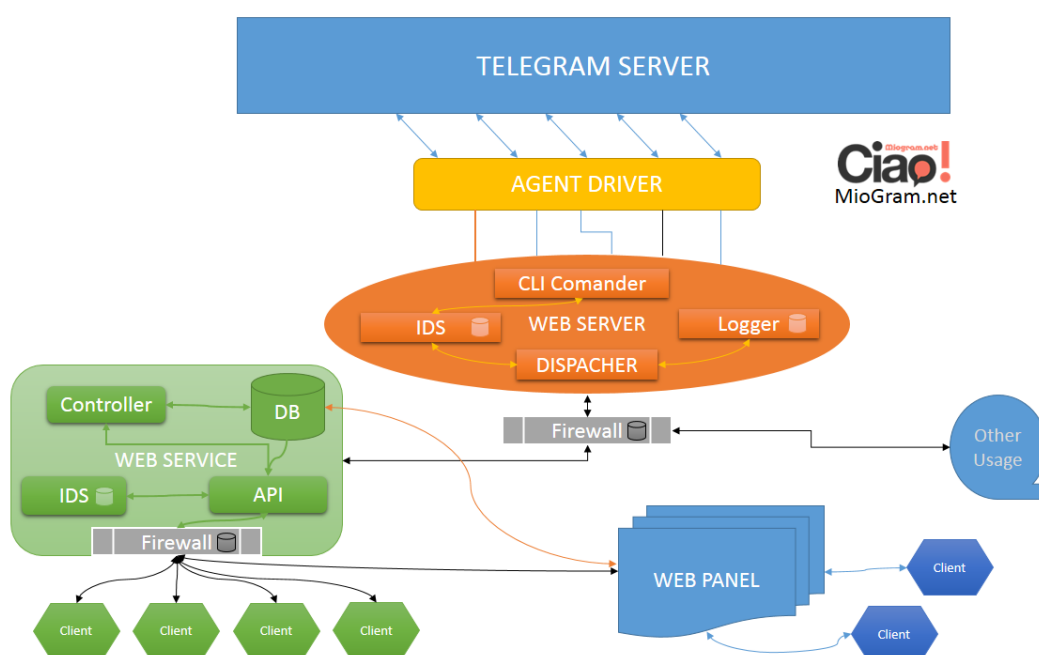 TELEGRAM SERVER
Miogram.net
Ciao!
MioGram.net
AGENT DRIVER
CLI Comander
IDS
WEB SERVER
Logger
DISPACHER
Controller
DB
Firewall
Other
Usage
WEB SERVICE
IDS
API
Firewall
WEB PANEL
Client
Client
Client
Client
Client
Client